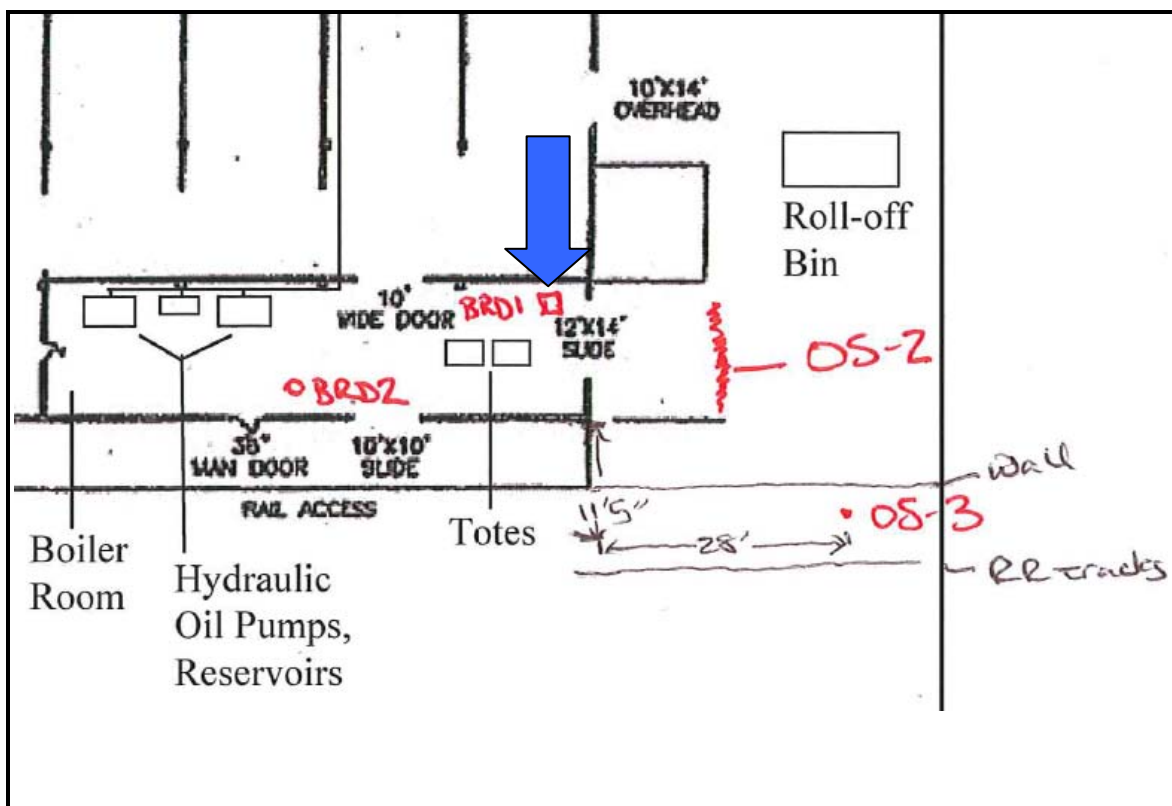 10'X14'
OVERHEAD
Roll-off
Bin
10'
WIDE DOOR
BRD1
12'X14'
SLIDE
OS-2
BRD2
36"
MAN DOOR
10'X10'
SLIDE
Wall
RAIL ACCESS
11'5"
OS-3
28'
RR Tracks
Totes
Boiler
Room
Hydraulic
Oil Pumps,
Reservoirs